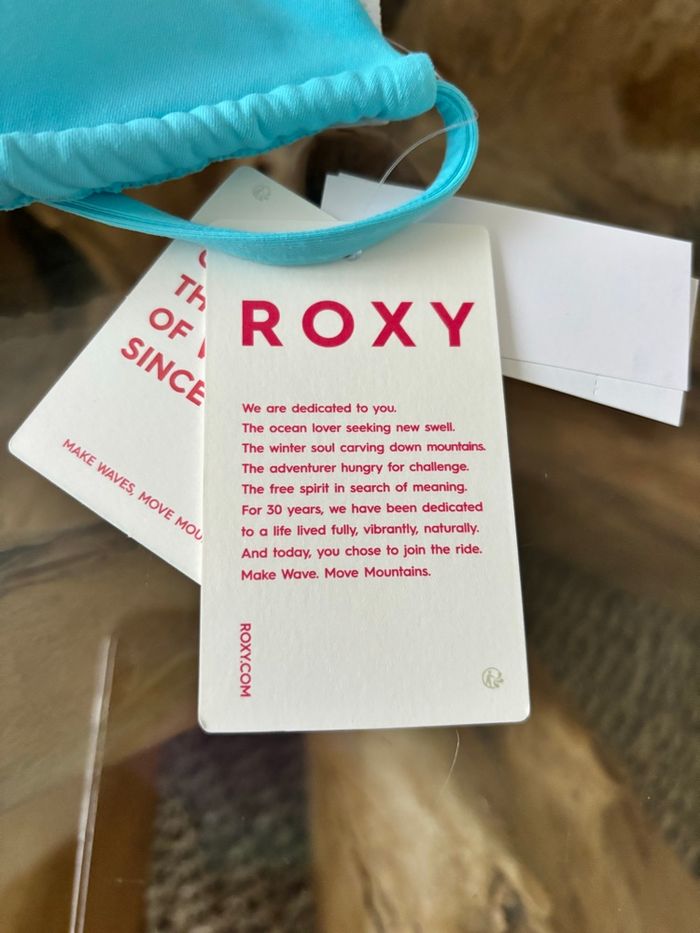 ROXY
We are dedicated to you.
The ocean lover seeking new swell.
The winter soul carving down mountains.
The adventurer hungry for challenge.
The free spirit in search of meaning.
For 30 years, we have been dedicated
to a life lived fully, vibrantly, naturally.
And today, you chose to join the ride.
Make Wave. Move Mountains.
ROXY.COM
OF
SINCE
MAKE WAVES, MOVE